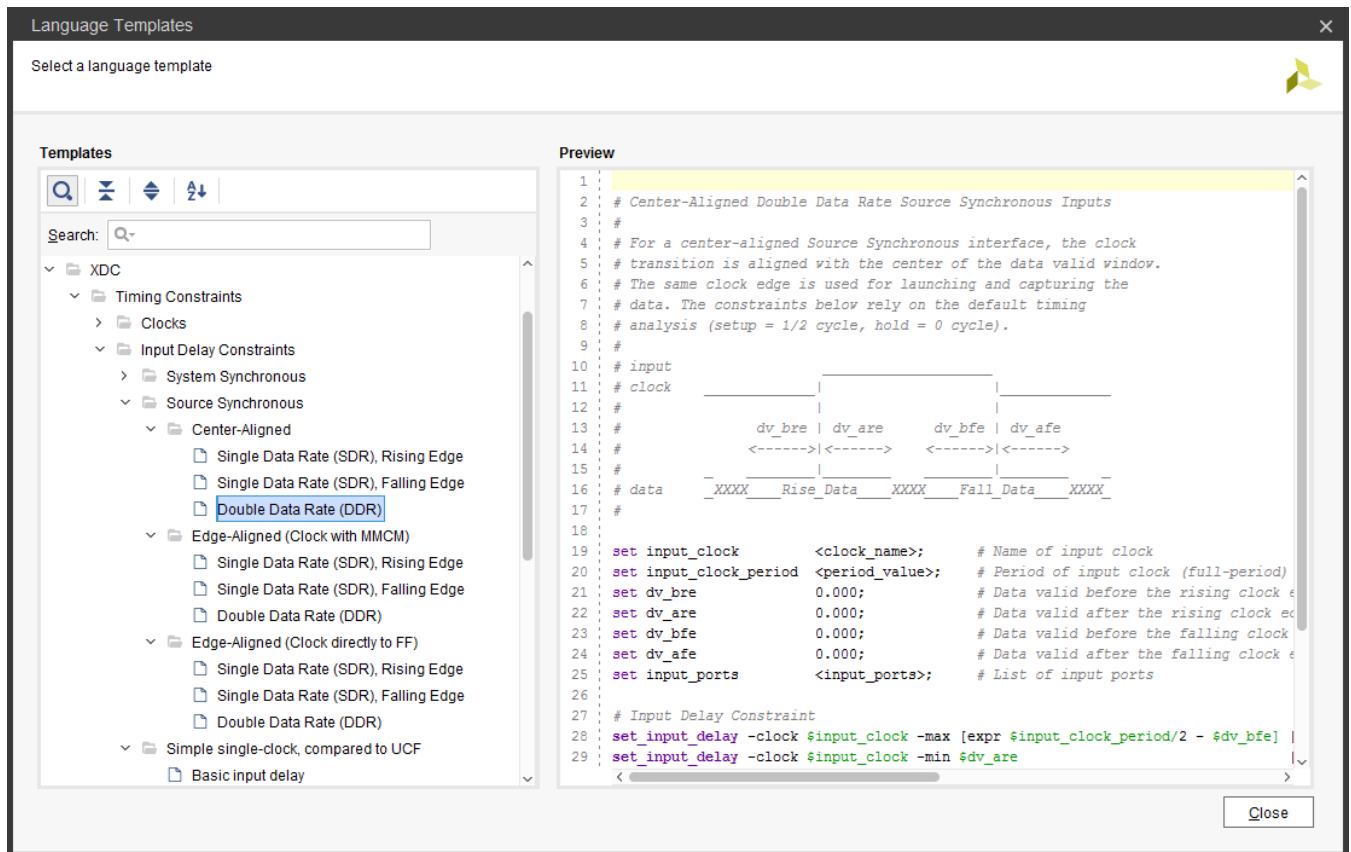 Language Templates
Select a language template
Templates
Search:
XDC
Timing Constraints
Clocks
Input Delay Constraints
System Synchronous
Source Synchronous
Center-Aligned
Single Data Rate (SDR), Rising Edge
Single Data Rate (SDR), Falling Edge
Double Data Rate (DDR)
Edge-Aligned (Clock with MMCM)
Single Data Rate (SDR), Rising Edge
Single Data Rate (SDR), Falling Edge
Double Data Rate (DDR)
Edge-Aligned (Clock directly to FF)
Single Data Rate (SDR), Rising Edge
Single Data Rate (SDR), Falling Edge
Double Data Rate (DDR)
Simple single-clock, compared to UCF
Basic input delay
Preview
1
2 # Center-Aligned Double Data Rate Source Synchronous Inputs
3 #
4 # For a center-aligned Source Synchronous interface, the clock
5 # transition is aligned with the center of the data valid window.
6 # The same clock edge is used for launching and capturing the
7 # data. The constraints below rely on the default timing
8 # analysis (setup = 1/2 cycle, hold = 0 cycle).
9 #
10 # input ____________________
11 # clock _____________| |_____________
12 # | |
13 # dv_bre | dv_are dv_bfe | dv_afe
14 # <------>|<------> <------>|<------>
15 # _ ________|________ ________|________ _
16 # data _XXXX____Rise_Data____XXXX____Fall_Data____XXXX_
17 #
18
19 set input_clock <clock_name>; # Name of input clock
20 set input_clock_period <period_value>; # Period of input clock (full-period)
21 set dv_bre 0.000; # Data valid before the rising clock e
22 set dv_are 0.000; # Data valid after the rising clock ed
23 set dv_bfe 0.000; # Data valid before the falling clock
24 set dv_afe 0.000; # Data valid after the falling clock e
25 set input_ports <input_ports>; # List of input ports
26
27 # Input Delay Constraint
28 set_input_delay -clock $input_clock -max [expr $input_clock_period/2 - $dv_bfe] [
29 set_input_delay -clock $input_clock -min $dv_are [
Close